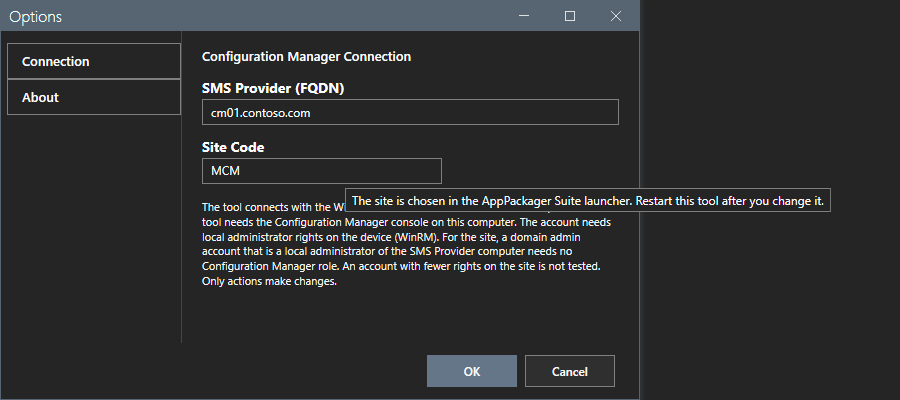 Options
Connection
About
Configuration Manager Connection
SMS Provider (FQDN)
cm01.contoso.com
Site Code
MCM
The site is chosen in the AppPackager Suite launcher. Restart this tool after you change it.
The tool connects with the
tool needs the Configuration Manager console on this computer. The account needs
local administrator rights on the device (WinRM). For the site, a domain admin
account that is a local administrator of the SMS Provider computer needs no
Configuration Manager role. An account with fewer rights on the site is not tested.
Only actions make changes.
OK
Cancel